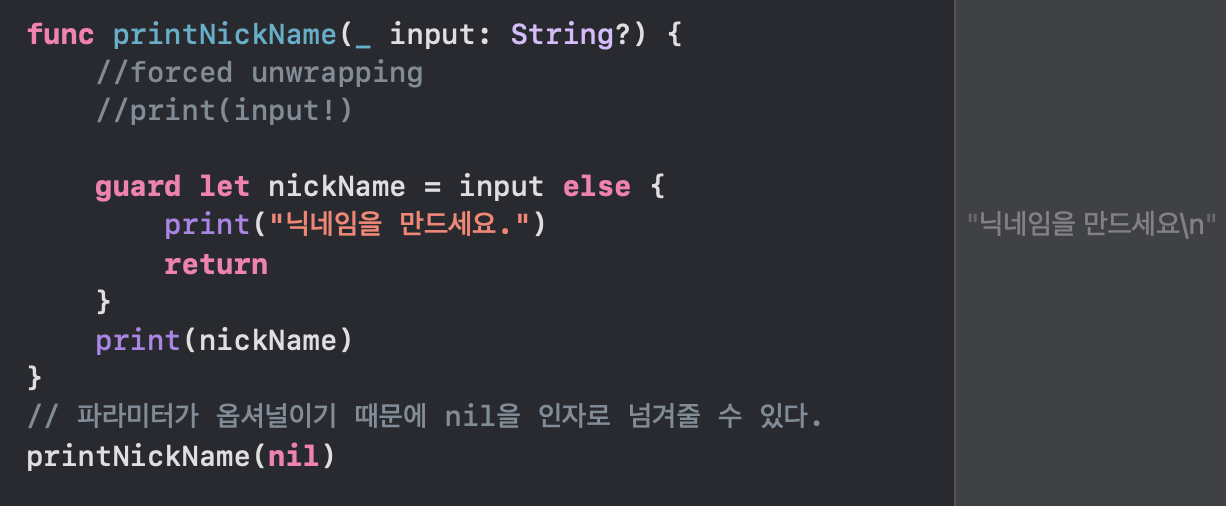 func printNickName(_ input: String?) {
    //forced unwrapping
    //print(input!)
    guard let nickName = input else {
        print("닉네임을 만드세요.")
"닉네임을 만드세요\n"
        return
    }
    print(nickName)
}
// 파라미터가 옵셔널이기 때문에 nil을 인자로 넘겨줄 수 있다.
printNickName(nil)